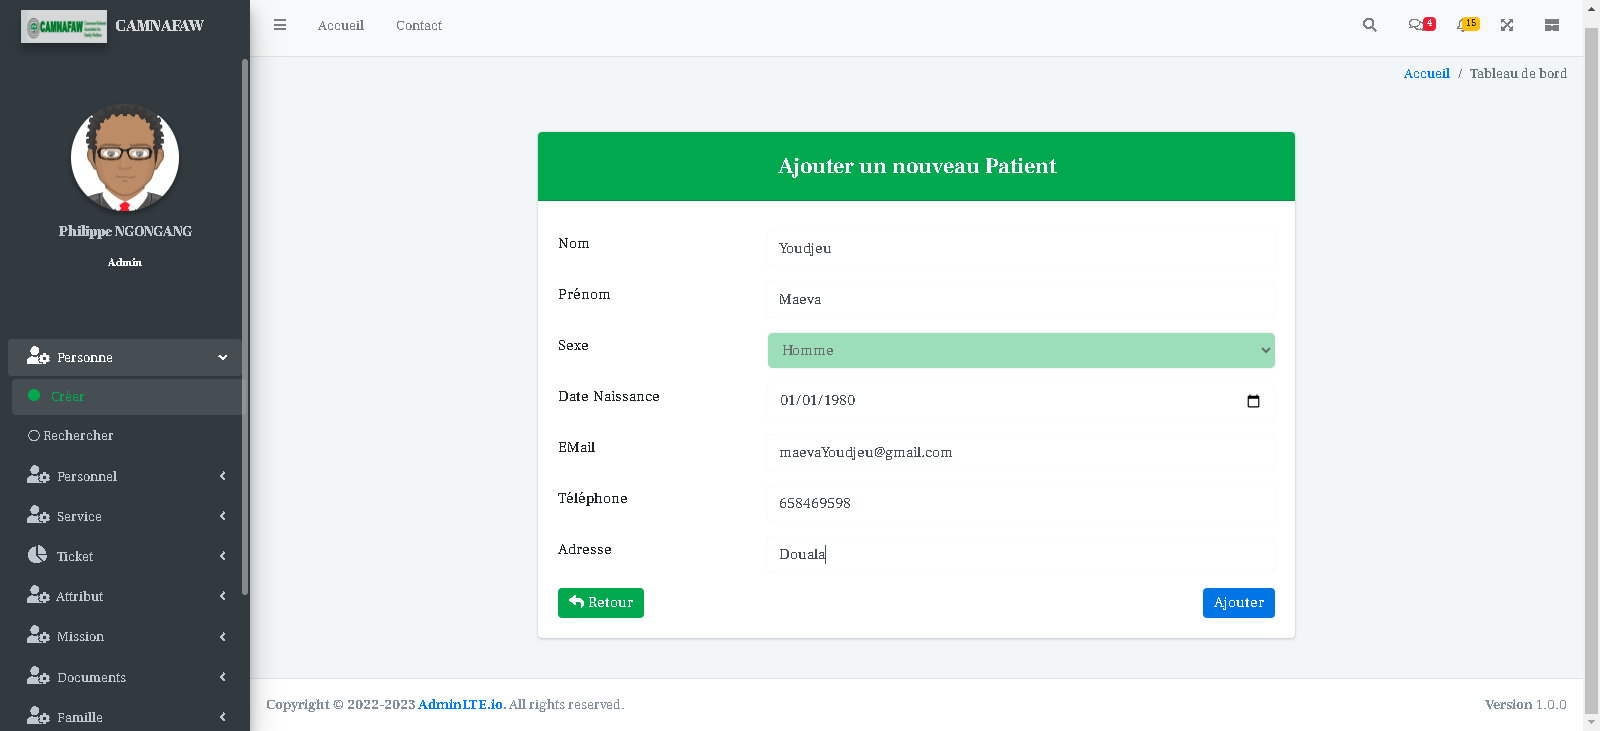 CAMNAFAW
CAMNAFAW
Accueil
Contact
4
15
Accueil / Tableau de bord
Philippe NGONGANG
Admin
Personne
Créer
Rechercher
Personnel
Service
Ticket
Attribut
Mission
Documents
Famille
Ajouter un nouveau Patient
Nom
Youdjeu
Prénom
Maeva
Sexe
Homme
Date Naissance
01/01/1980
EMail
maevaYoudjeu@gmail.com
Téléphone
658469598
Adresse
Douala
Retour
Ajouter
Copyright © 2022-2023 AdminLTE.io. All rights reserved.
Version 1.0.0